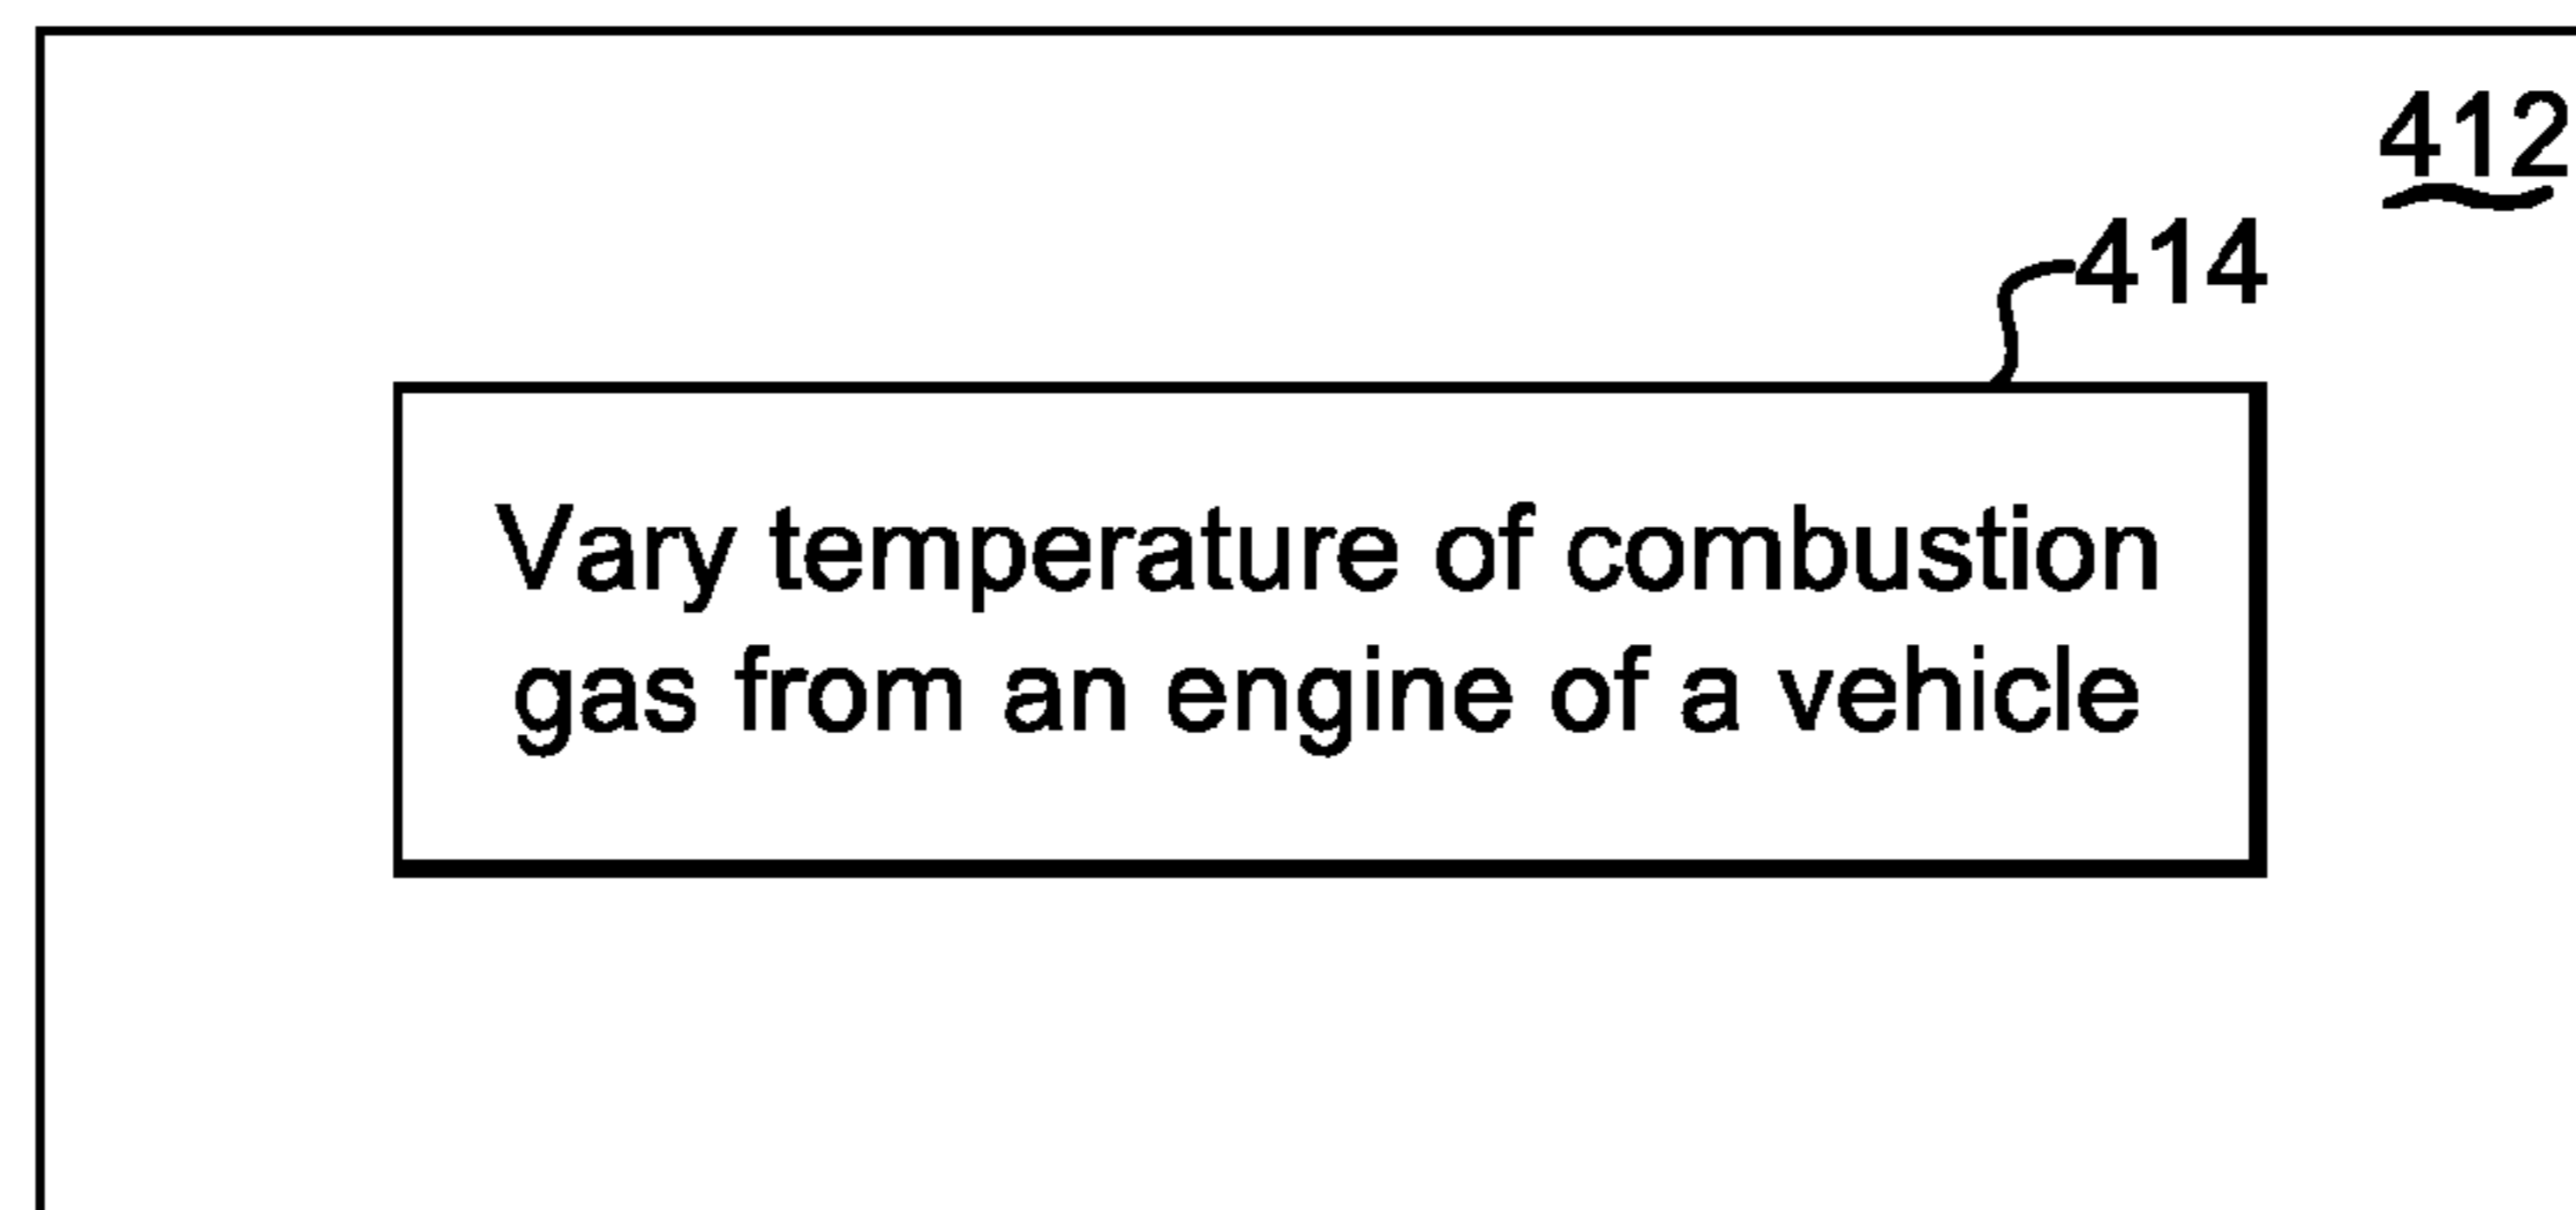 412
414
Vary temperature of combustion
gas from an engine of a vehicle